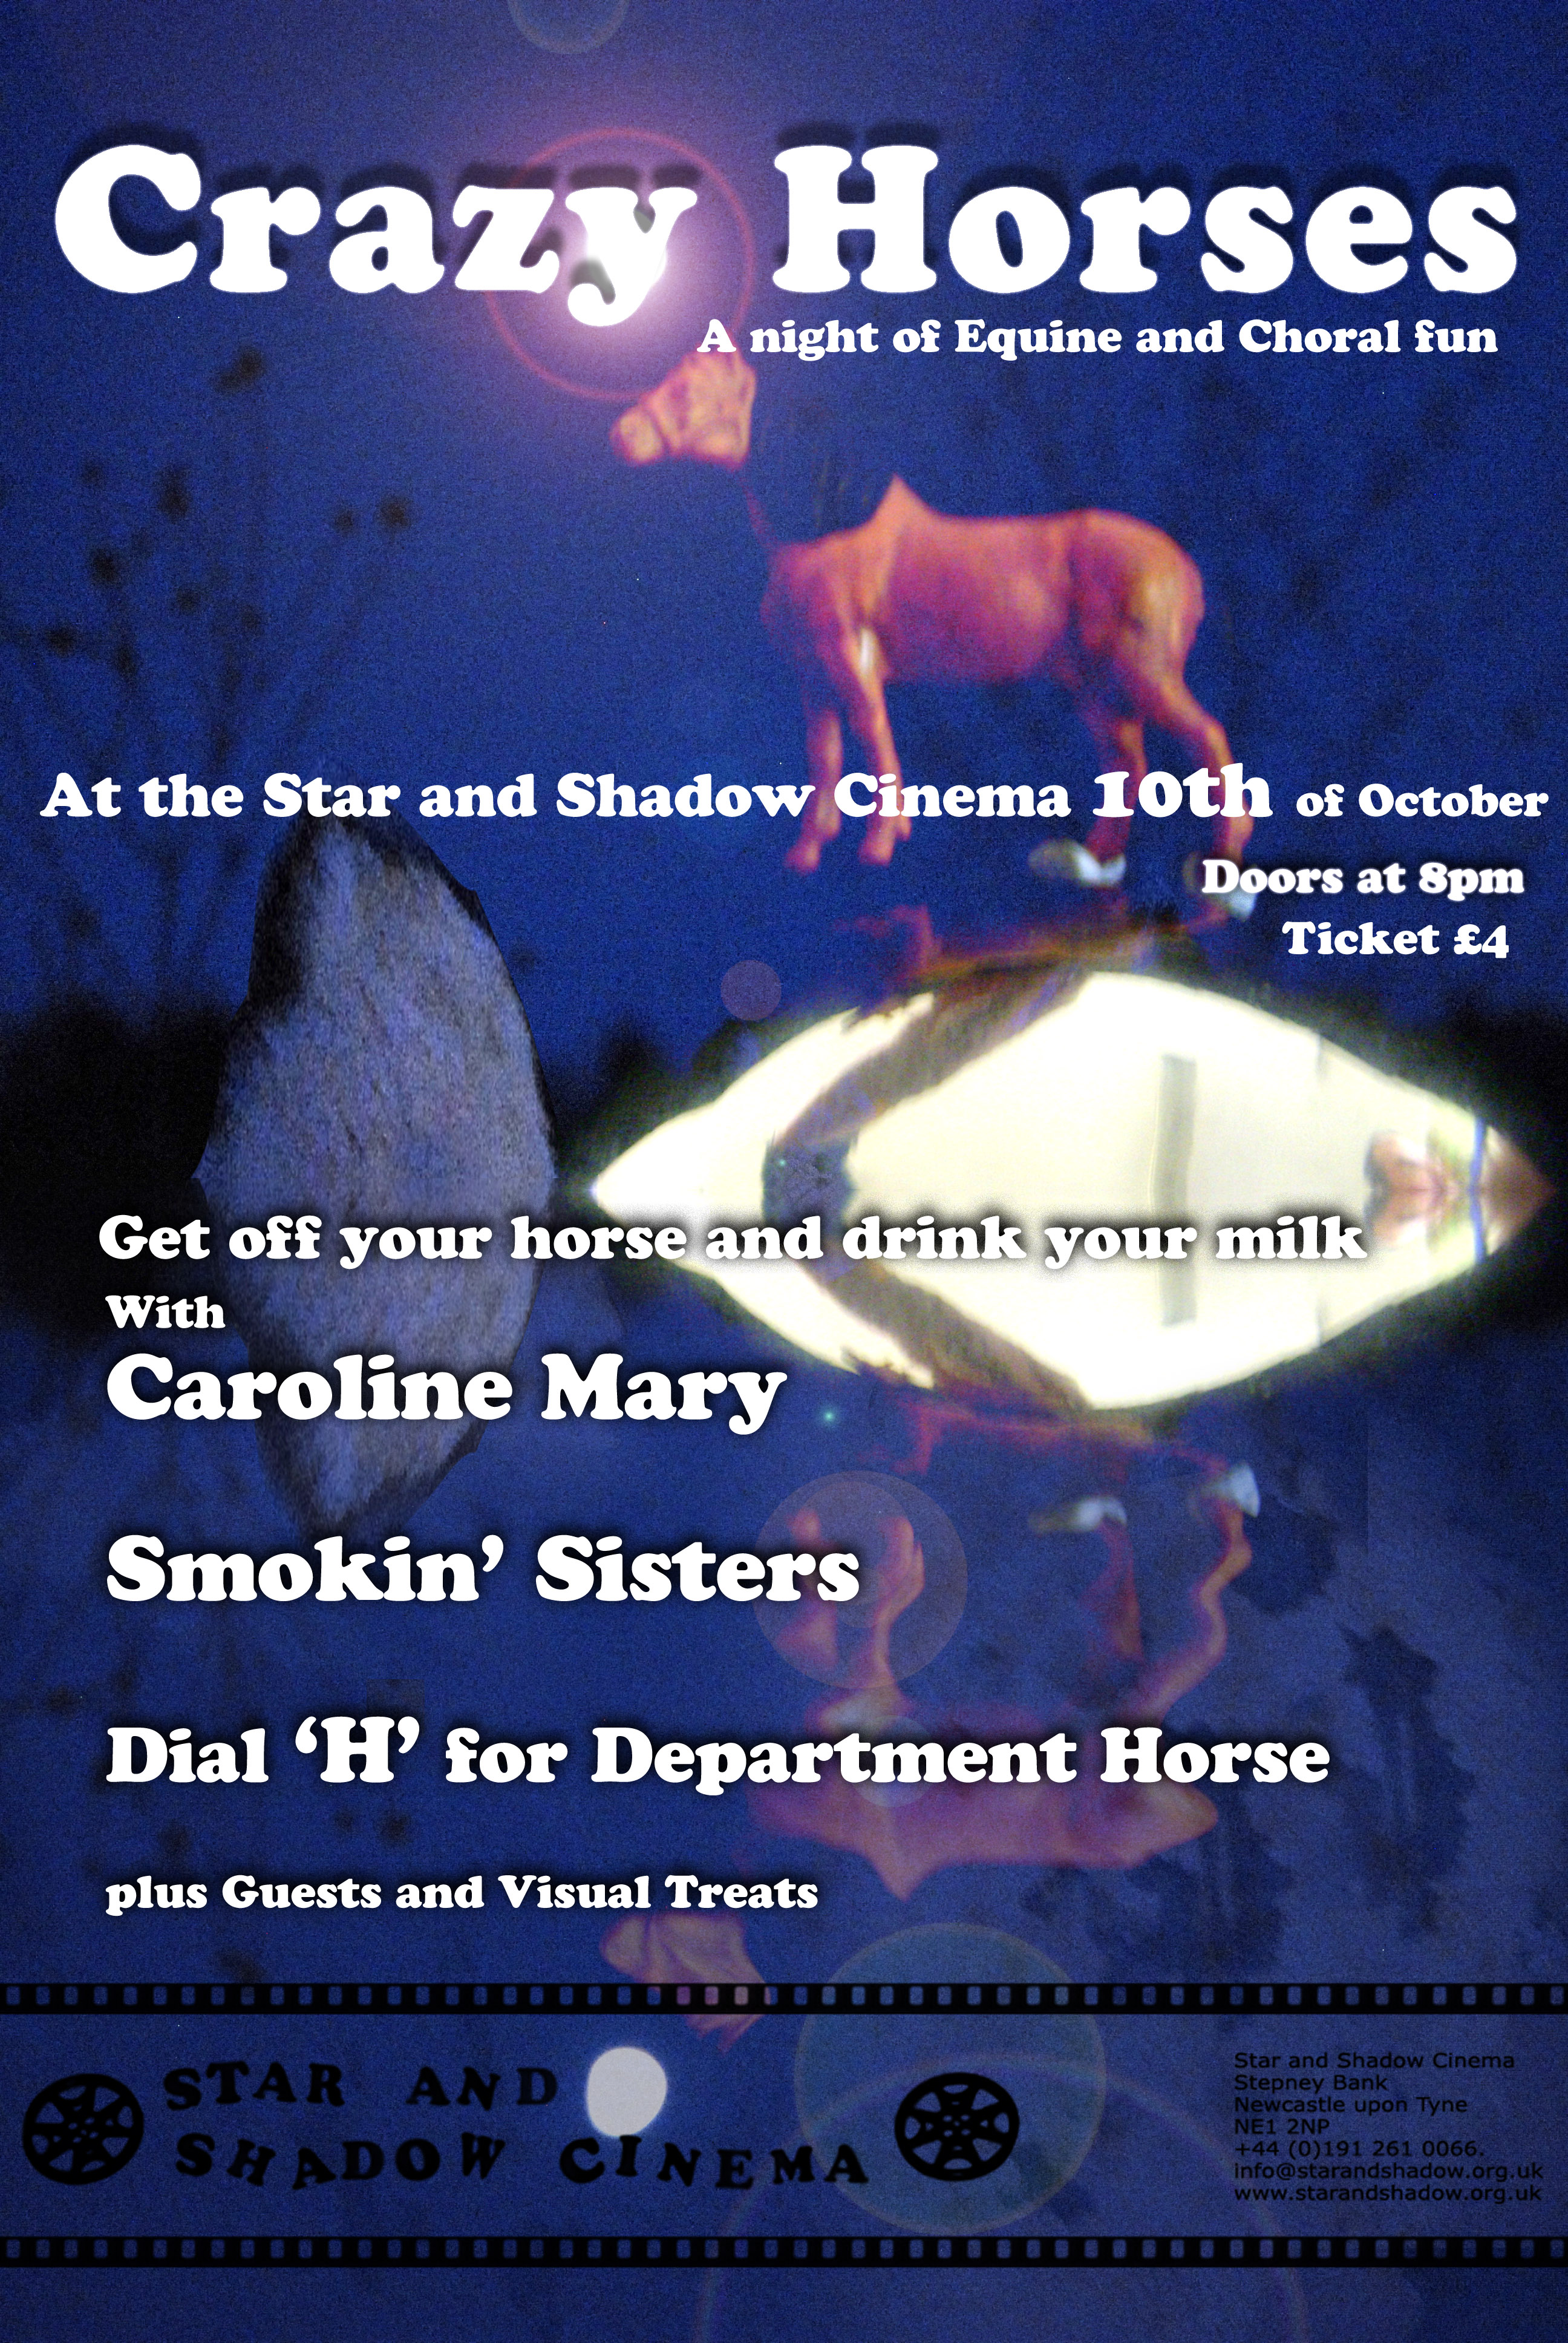 Crazy Horses
A night of Equine and Choral fun
At the Star and Shadow Cinema 10th of October
Doors at 8pm
Ticket £4
Get off your horse and drink your milk
With
Caroline Mary
Smokin’ Sisters
Dial ‘H’ for Department Horse
plus Guests and Visual Treats
STAR AND
SHADOW CINEMA
Star and Shadow Cinema
Stepney Bank
Newcastle upon Tyne
NE1 2NP
+44 (0)191 261 0066.
info@starandshadow.org.uk
www.starandshadow.org.uk